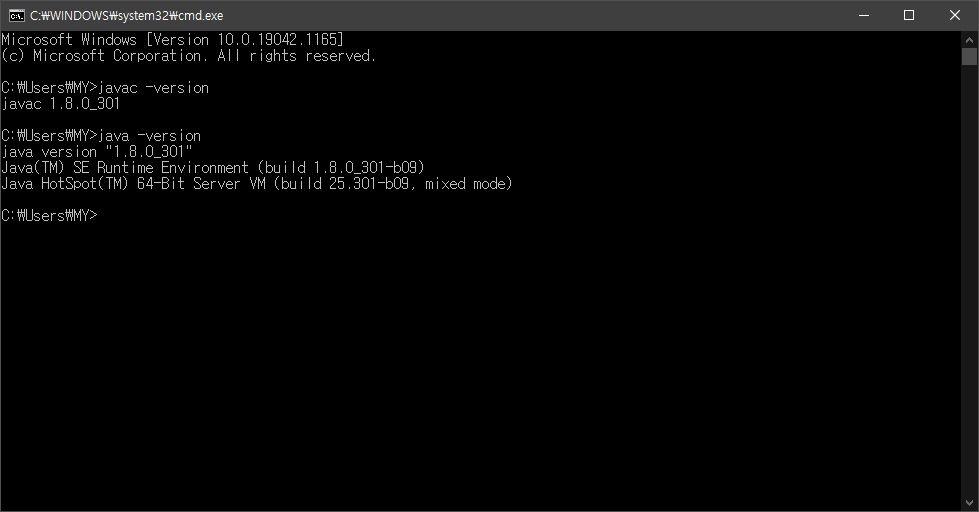 C:₩WINDOWS₩system32₩cmd.exe
Microsoft Windows [Version 10.0.19042.1165]
(c) Microsoft Corporation. All rights reserved.
C:₩Users₩MY>javac -version
javac 1.8.0_301
C:₩Users₩MY>java -version
java version "1.8.0_301"
Java(TM) SE Runtime Environment (build 1.8.0_301-b09)
Java HotSpot(TM) 64-Bit Server VM (build 25.301-b09, mixed mode)
C:₩Users₩MY>